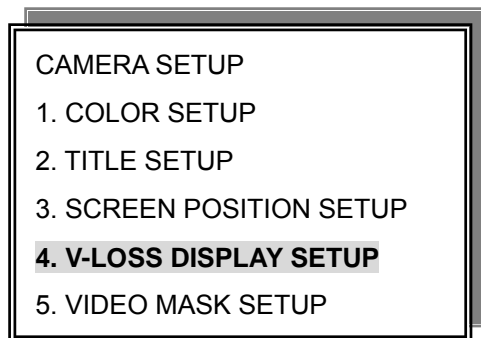 CAMERA SETUP
1. COLOR SETUP
2. TITLE SETUP
3. SCREEN POSITION SETUP
4. V-LOSS DISPLAY SETUP
5. VIDEO MASK SETUP